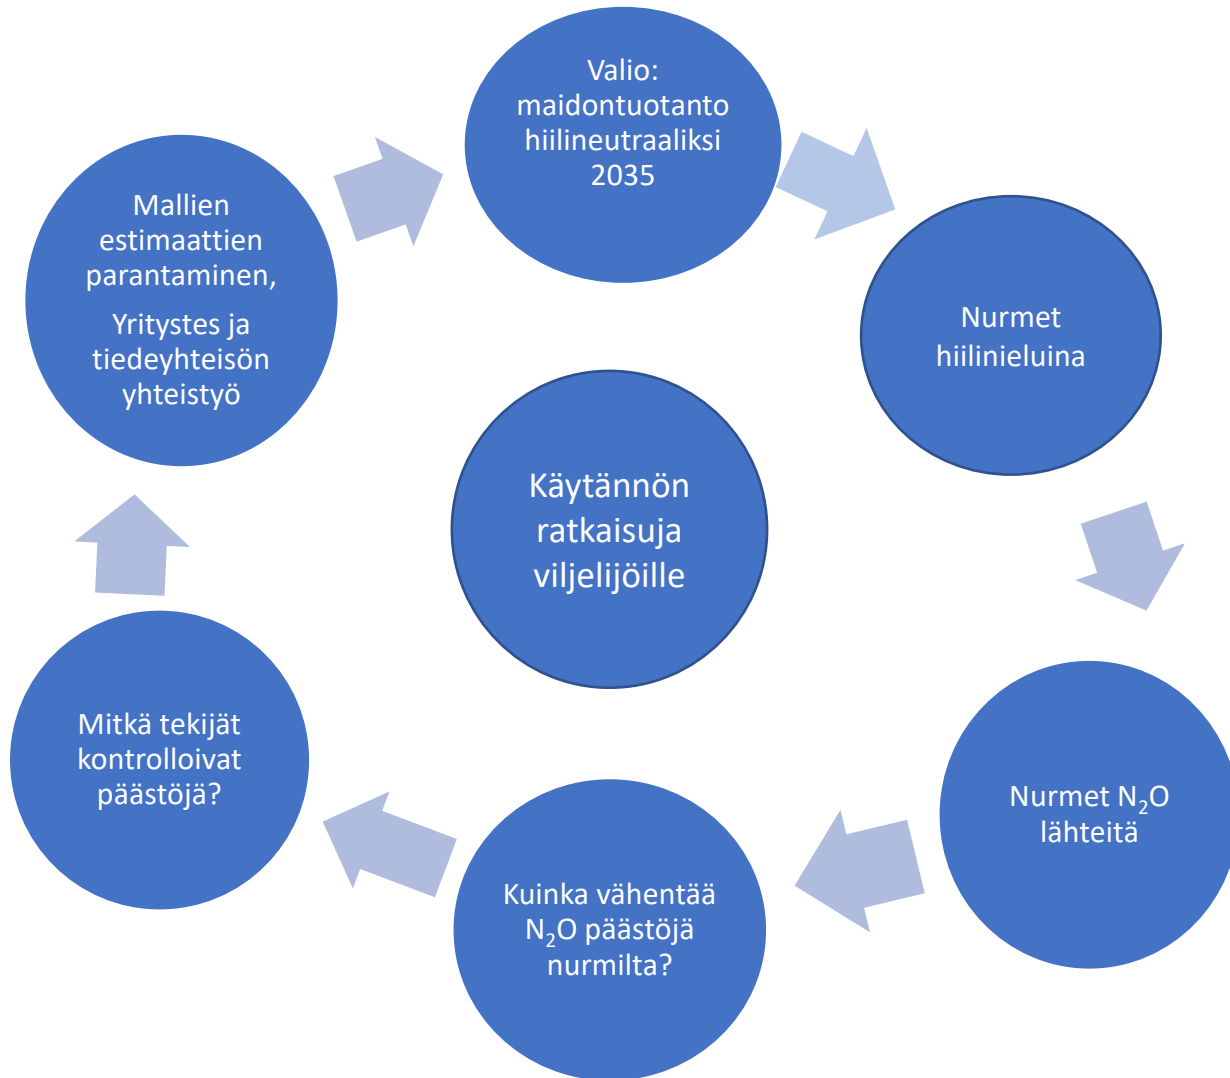 Valio:
maidontuotanto
hiilineutraaliksi
2035
Nurmet
hiilinieluina
Nurmet N₂O
lähteitä
Kuinka vähentää
N₂O päästöjä
nurmilta?
Mitkä tekijät
kontrolloivat
päästöjä?
Mallien
estimaattien
parantaminen,
Yritystes ja
tiedeyhteisön
yhteistyö
Käytännön
ratkaisuja
viljelijöille